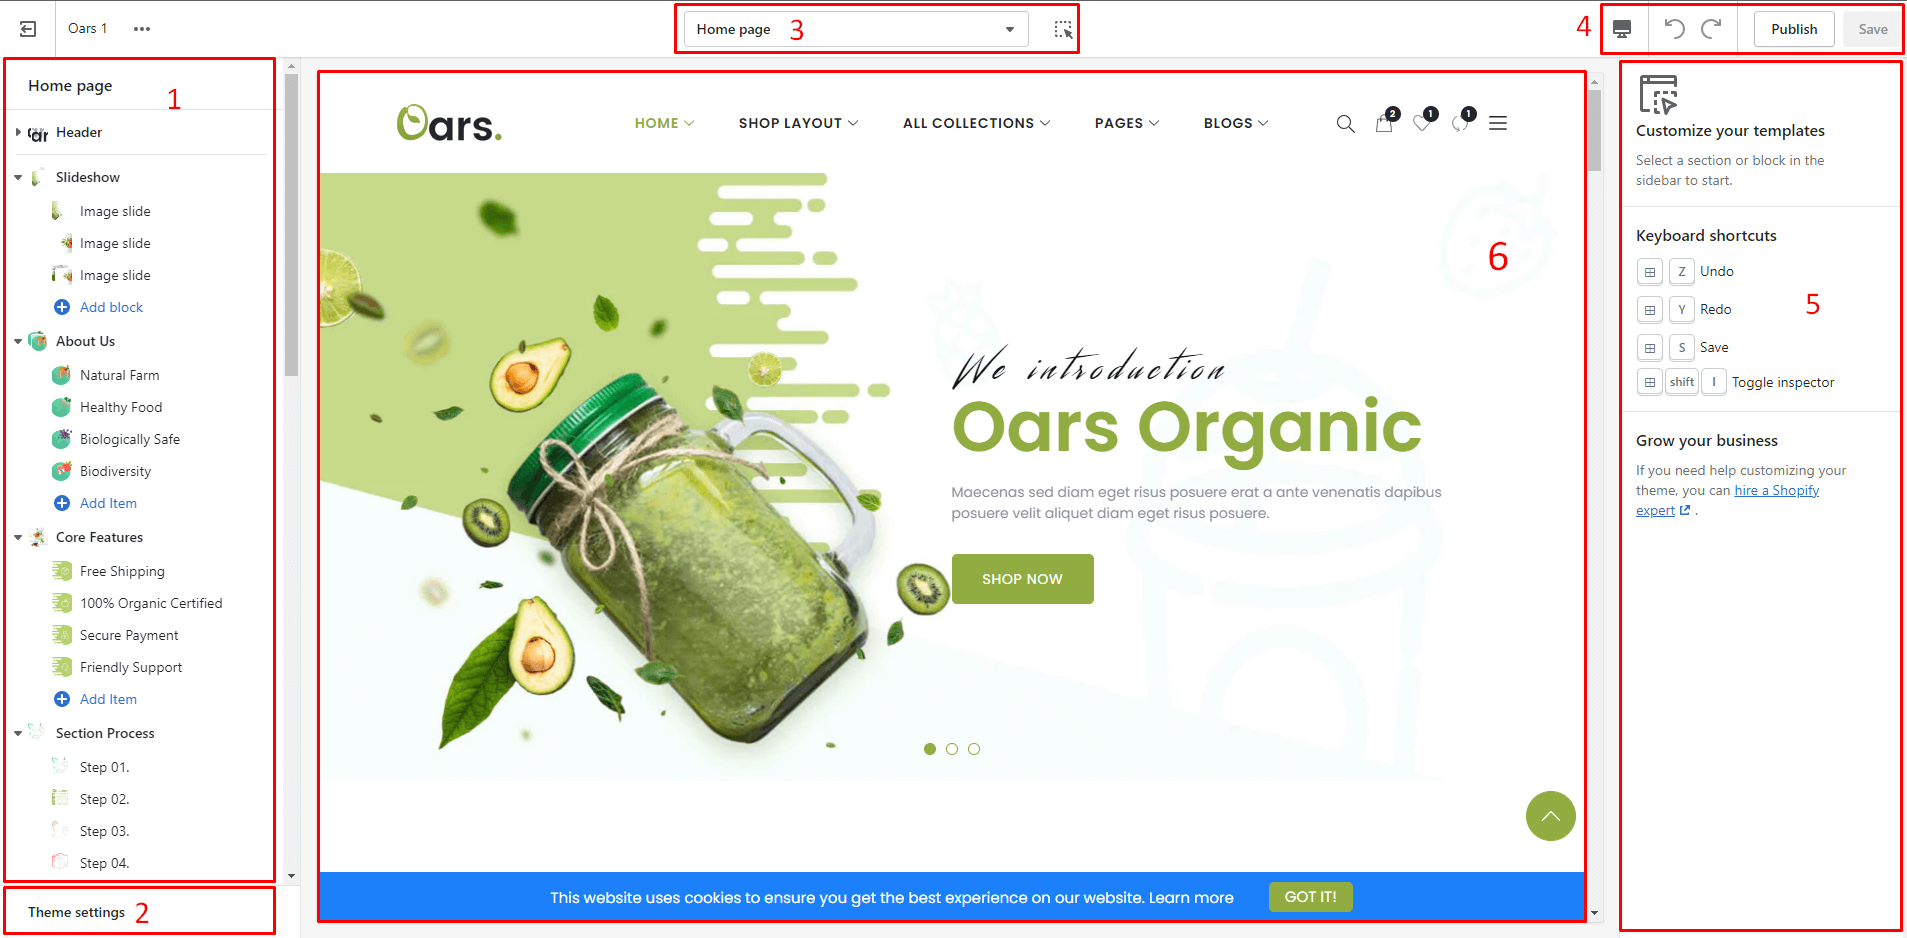 Oars 1
Home page
3
4
Publish
Save
Home page
1
Header
Slideshow
Image slide
Image slide
Image slide
Add block
About Us
Natural Farm
Healthy Food
Biologically Safe
Biodiversity
Add Item
Core Features
Free Shipping
100% Organic Certified
Secure Payment
Friendly Support
Add Item
Section Process
Step 01.
Step 02.
Step 03.
Step 04.
Theme settings
2
Oars.
HOME
SHOP LAYOUT
ALL COLLECTIONS
PAGES
BLOGS
2
1
1
6
We introduction
Oars Organic
Maecenas sed diam eget risus posuere erat a ante venenatis dapibus
posuere velit aliquet diam eget risus posuere.
SHOP NOW
This website uses cookies to ensure you get the best experience on our website. Learn more
GOT IT!
Customize your templates
Select a section or block in the
sidebar to start.
Keyboard shortcuts
Z Undo
5
Y Redo
S Save
shift I Toggle inspector
Grow your business
If you need help customizing your
theme, you can hire a Shopify
expert .